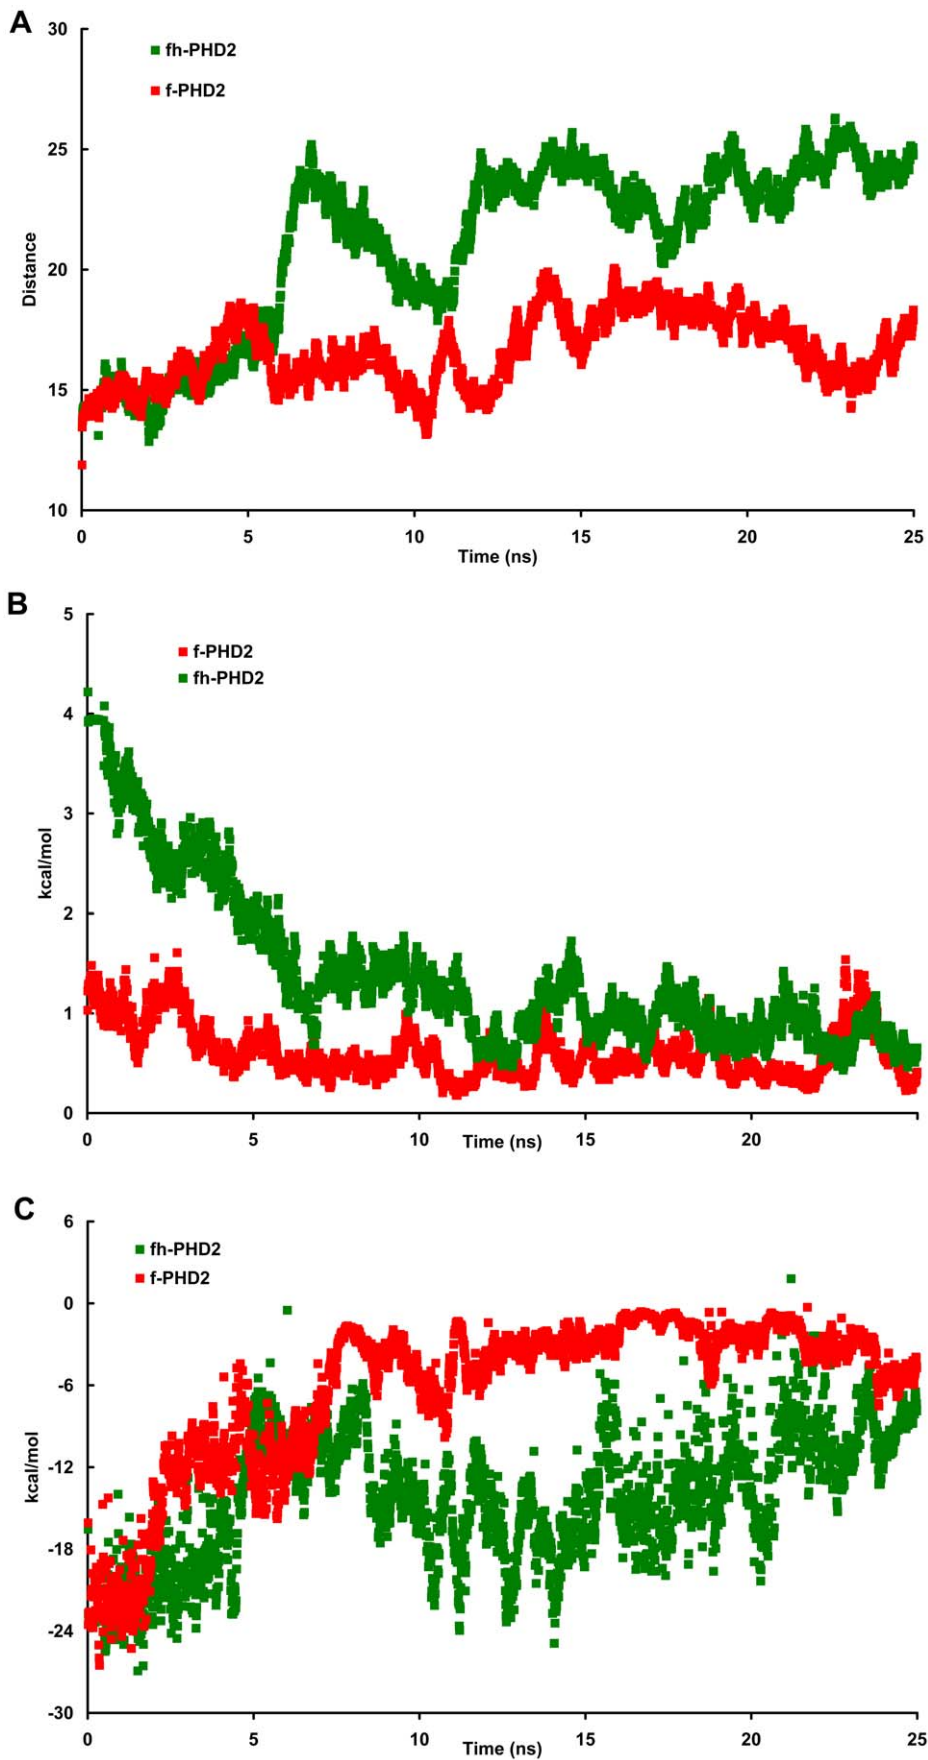 A
30
fh-PHD2
f-PHD2
25
20
Distance
15
10
0 5 10 15 20 25
Time (ns)
B
5
f-PHD2
fh-PHD2
4
3
kcal/mol
2
1
0
0 5 10 15 20
Time (ns)
C
6
fh-PHD2
f-PHD2
0
-6
-12
kcal/mol
-18
-24
-30
0 5 10 15 20 25
Time (ns)